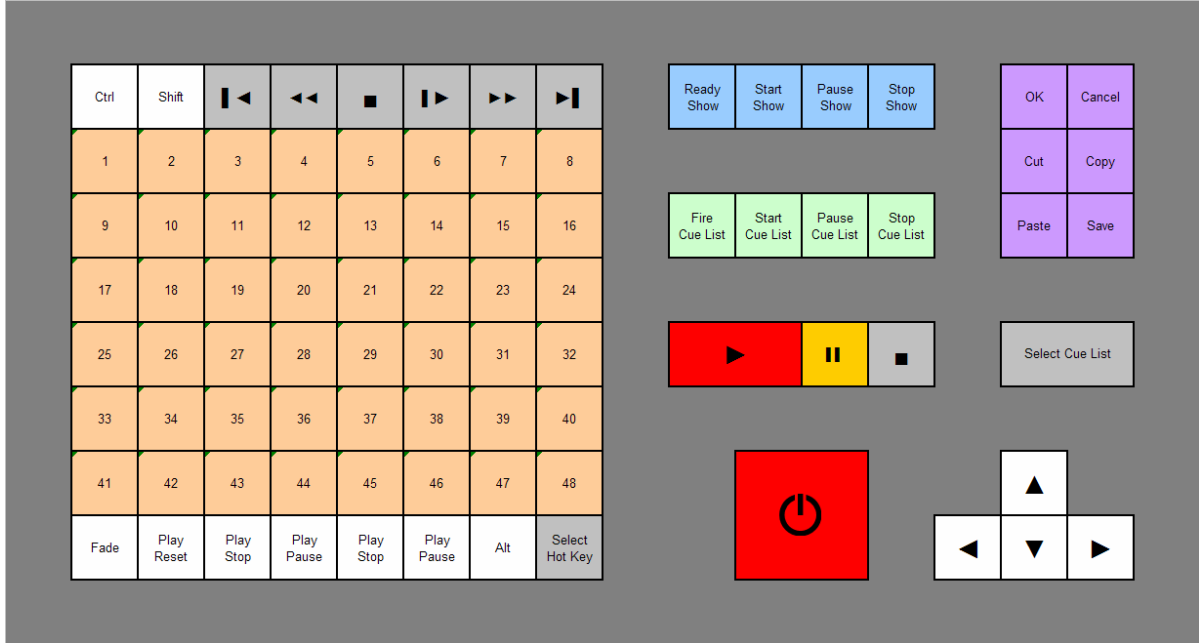 Ctrl Shift
1 2 3 4 5 6 7 8
9 10 11 12 13 14 15 16
17 18 19 20 21 22 23 24
25 26 27 28 29 30 31 32
33 34 35 36 37 38 39 40
41 42 43 44 45 46 47 48
Fade
Play
Reset
Play
Stop
Play
Pause
Play
Stop
Play
Pause
Alt
Select
Hot Key
Ready
Show
Start
Show
Pause
Show
Stop
Show
Fire
Cue List
Start
Cue List
Pause
Cue List
Stop
Cue List
OK Cancel
Cut Copy
Paste Save
Select Cue List